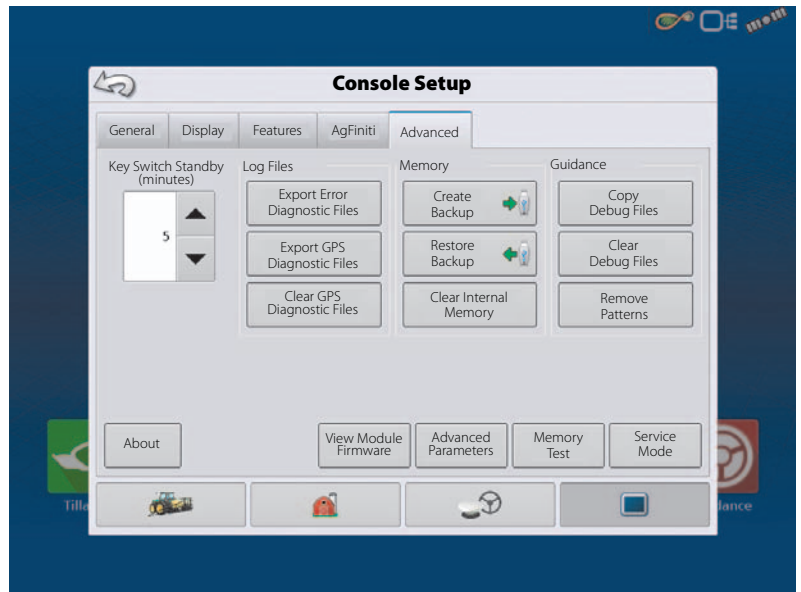 Console Setup
General
Display
Features
AgFiniti
Advanced
Key Switch Standby
(minutes)
5
Log Files
Export Error
Diagnostic Files
Export GPS
Diagnostic Files
Clear GPS
Diagnostic Files
Memory
Create
Backup
Restore
Backup
Clear Internal
Memory
Guidance
Copy
Debug Files
Clear
Debug Files
Remove
Patterns
About
View Module
Firmware
Advanced
Parameters
Memory
Test
Service
Mode
Tilla
dance